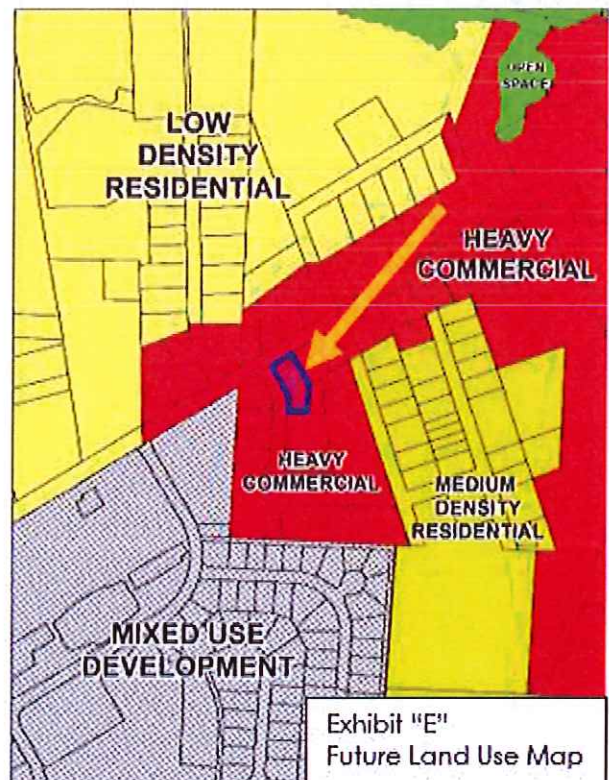 OPEN
SPACE
LOW
DENSITY
RESIDENTIAL
HEAVY
COMMERCIAL
HEAVY
COMMERCIAL
MEDIUM
DENSITY
RESIDENTIAL
MIXED USE
DEVELOPMENT
Exhibit "E"
Future Land Use Map